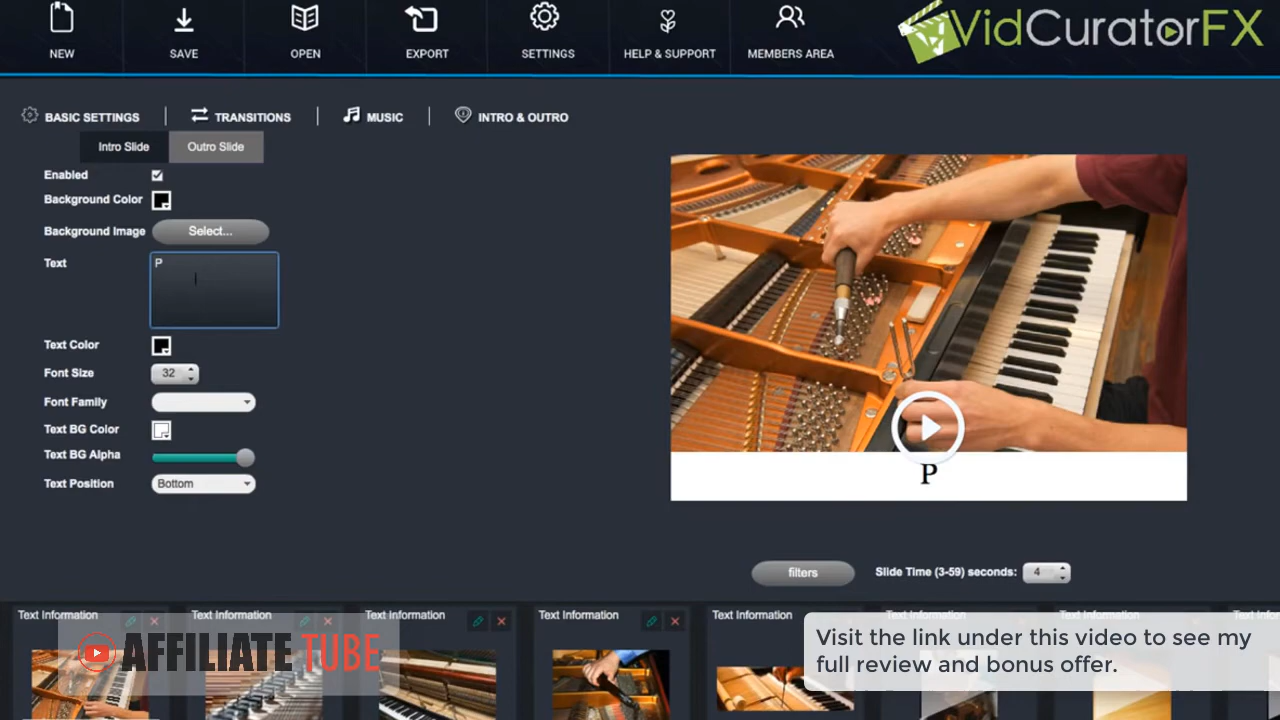 NEW
SAVE
OPEN
EXPORT
SETTINGS
HELP & SUPPORT
MEMBERS AREA
VidCuratorFX
BASIC SETTINGS
TRANSITIONS
MUSIC
INTRO & OUTRO
Intro Slide
Outro Slide
Enabled
Background Color
Background Image
Select...
Text
P
Text Color
Font Size
32
Font Family
Text BG Color
Text BG Alpha
Text Position
Bottom
P
filters
Slide Time (3-59) seconds:
4
Text Information
Text Information
Text Information
Text Information
Text Information
AFFILIATE TUBE
Visit the link under this video to see my
full review and bonus offer.